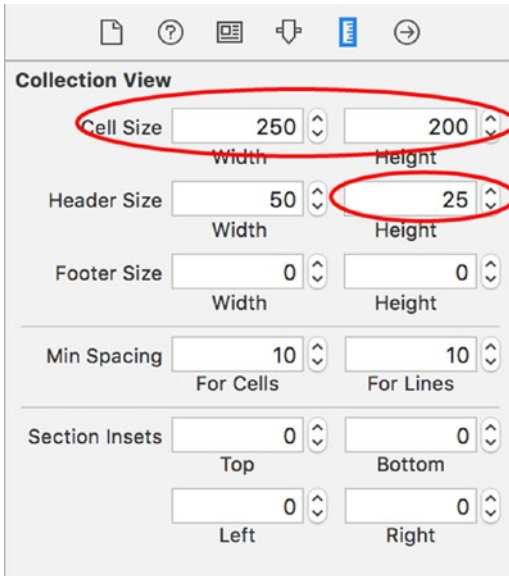 Collection View
Cell Size 250 200
Width Height
Header Size 50 25
Width Height
Footer Size 0 0
Width Height
Min Spacing 10 10
For Cells For Lines
Section Insets 0 0
Top Bottom
0 0
Left Right